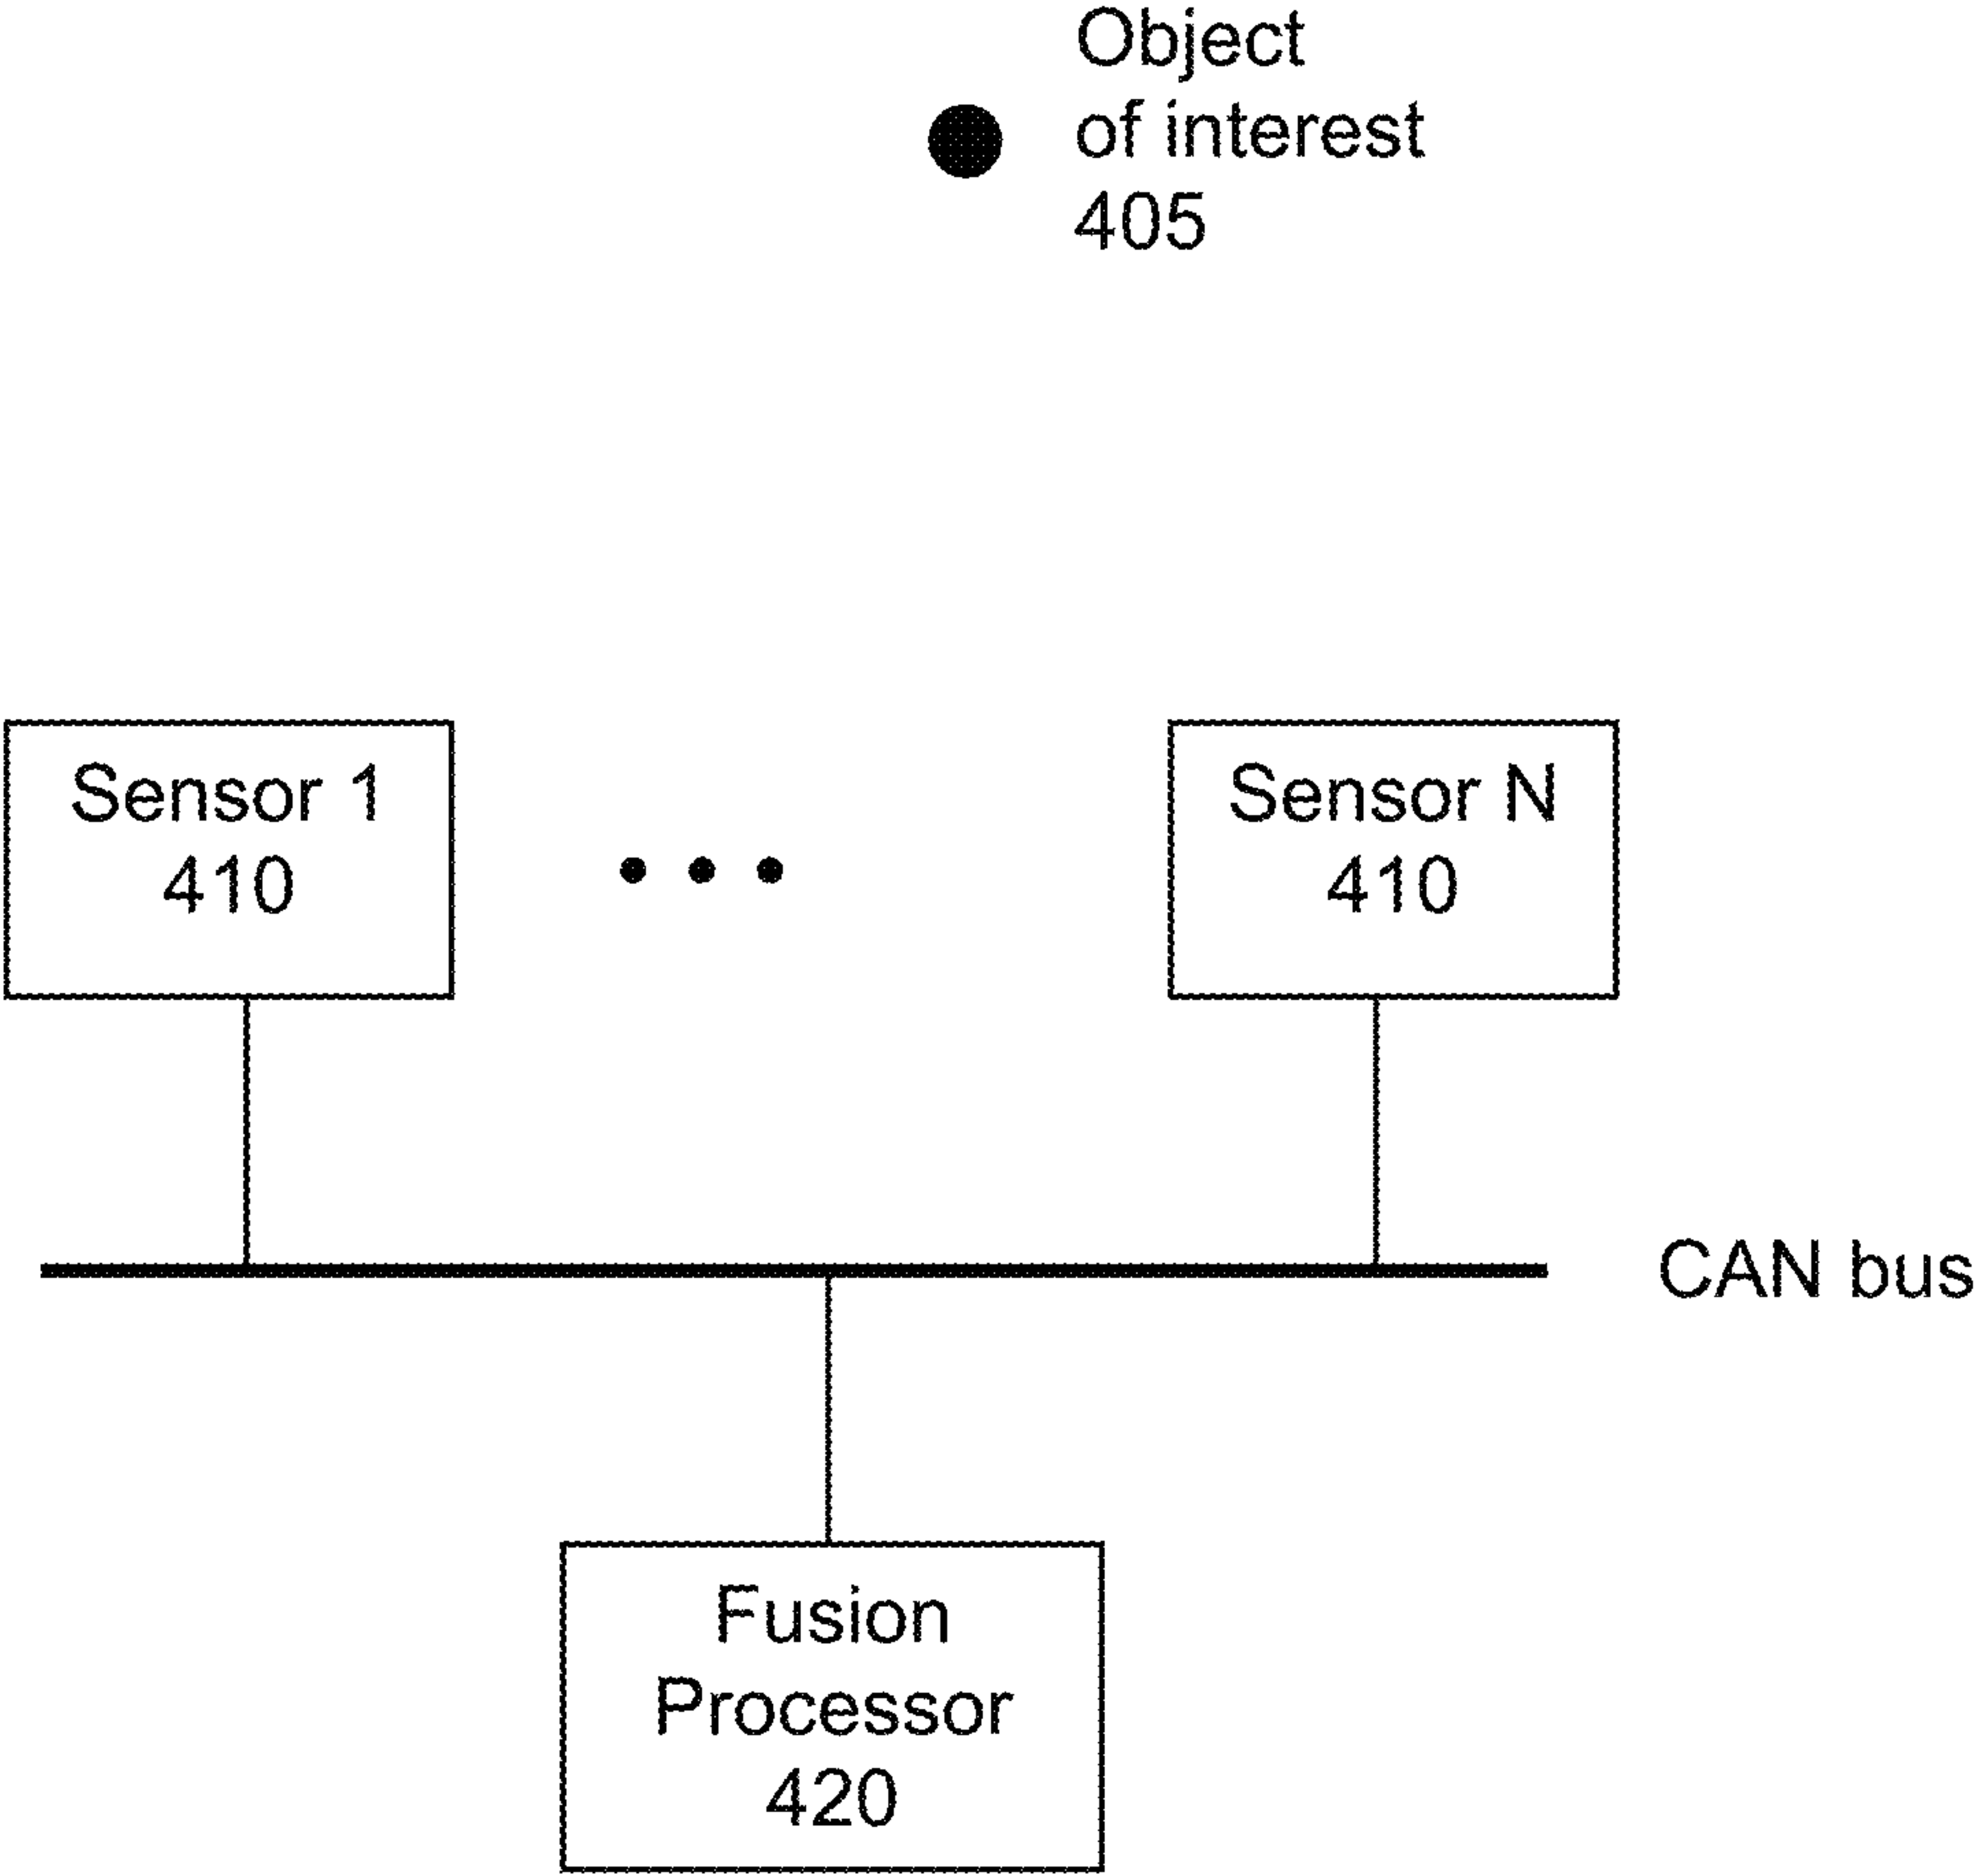 Object
of interest
405
Sensor 1
410
Sensor N
410
CAN bus
Fusion
Processor
420